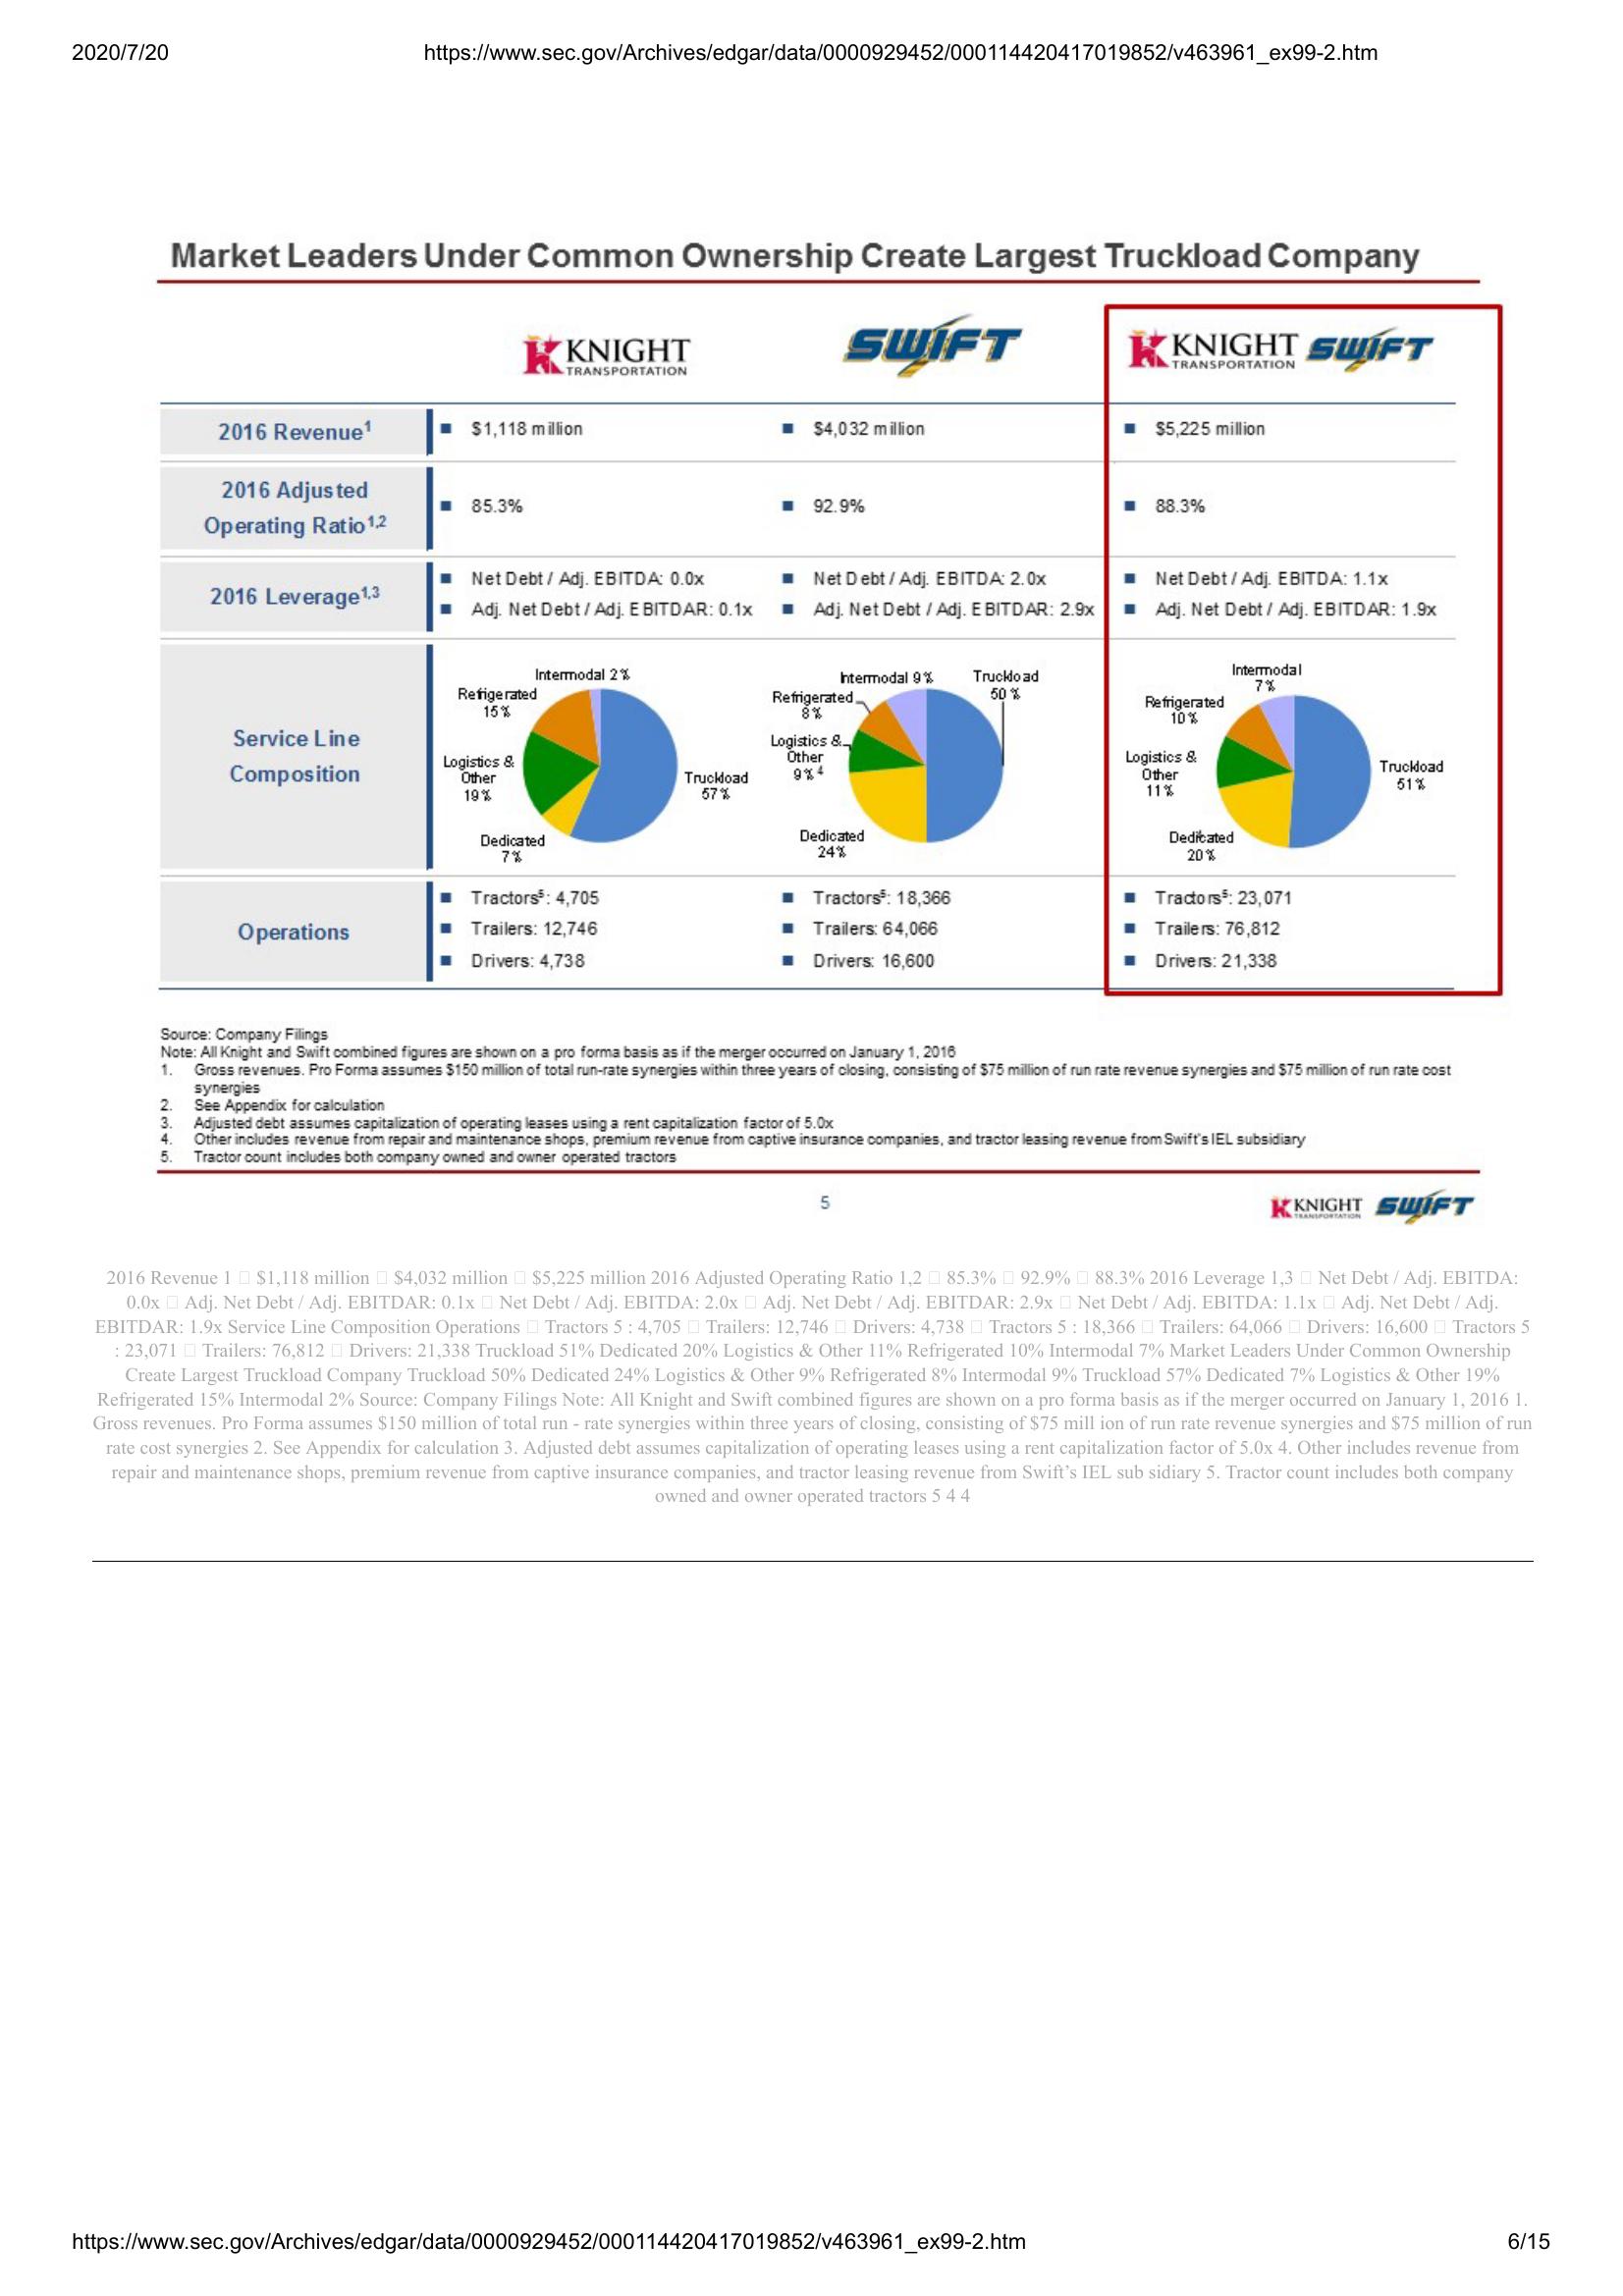 2020/7/20 https://www.sec.gov/Archives/edgar/data/0000929452/000114420417019852/v463961_ex99-2.htm
Market Leaders Under Common Ownership Create Largest Truckload Company
KNIGHT TRANSPORTATION SWIFT KNIGHT TRANSPORTATION SWIFT
2016 Revenue1 ■ $1,118 million ■ $4,032 million ■ $5,225 million
2016 Adjusted
Operating Ratio1,2 ■ 85.3% ■ 92.9% ■ 88.3%
2016 Leverage1,3
■ Net Debt / Adj. EBITDA: 0.0x ■ Net Debt / Adj. EBITDA: 2.0x ■ Net Debt / Adj. EBITDA: 1.1x
■ Adj. Net Debt / Adj. EBITDAR: 0.1x ■ Adj. Net Debt / Adj. EBITDAR: 2.9x ■ Adj. Net Debt / Adj. EBITDAR: 1.9x
Service Line
Composition
Intermodal 2%
Refrigerated
15%
Logistics &
Other
19%
Dedicated
7%
Truckload
57%
Intermodal 9%
Truckload
50%
Refrigerated
8%
Logistics &
Other
9%4
Dedicated
24%
Intermodal
7%
Refrigerated
10%
Logistics &
Other
11%
Dedicated
20%
Truckload
51%
Operations
■ Tractors5: 4,705 ■ Tractors5: 18,366 ■ Tractors5: 23,071
■ Trailers: 12,746 ■ Trailers: 64,066 ■ Trailers: 76,812
■ Drivers: 4,738 ■ Drivers: 16,600 ■ Drivers: 21,338
Source: Company Filings
Note: All Knight and Swift combined figures are shown on a pro forma basis as if the merger occurred on January 1, 2016
1. Gross revenues. Pro Forma assumes $150 million of total run-rate synergies within three years of closing, consisting of $75 million of run rate revenue synergies and $75 million of run rate cost
synergies
2. See Appendix for calculation
3. Adjusted debt assumes capitalization of operating leases using a rent capitalization factor of 5.0x
4. Other includes revenue from repair and maintenance shops, premium revenue from captive insurance companies, and tractor leasing revenue from Swift's IEL subsidiary
5. Tractor count includes both company owned and owner operated tractors
5 KNIGHT TRANSPORTATION SWIFT
2016 Revenue 1 □ $1,118 million □ $4,032 million □ $5,225 million 2016 Adjusted Operating Ratio 1,2 □ 85.3% □ 92.9% □ 88.3% 2016 Leverage 1,3 □ Net Debt / Adj. EBITDA:
0.0x □ Adj. Net Debt / Adj. EBITDAR: 0.1x □ Net Debt / Adj. EBITDA: 2.0x □ Adj. Net Debt / Adj. EBITDAR: 2.9x □ Net Debt / Adj. EBITDA: 1.1x □ Adj. Net Debt / Adj.
EBITDAR: 1.9x Service Line Composition Operations □ Tractors 5 : 4,705 □ Trailers: 12,746 □ Drivers: 4,738 □ Tractors 5 : 18,366 □ Trailers: 64,066 □ Drivers: 16,600 □ Tractors 5
: 23,071 □ Trailers: 76,812 □ Drivers: 21,338 Truckload 51% Dedicated 20% Logistics & Other 11% Refrigerated 10% Intermodal 7% Market Leaders Under Common Ownership
Create Largest Truckload Company Truckload 50% Dedicated 24% Logistics & Other 9% Refrigerated 8% Intermodal 9% Truckload 57% Dedicated 7% Logistics & Other 19%
Refrigerated 15% Intermodal 2% Source: Company Filings Note: All Knight and Swift combined figures are shown on a pro forma basis as if the merger occurred on January 1, 2016 1.
Gross revenues. Pro Forma assumes $150 million of total run - rate synergies within three years of closing, consisting of $75 mill ion of run rate revenue synergies and $75 million of run
rate cost synergies 2. See Appendix for calculation 3. Adjusted debt assumes capitalization of operating leases using a rent capitalization factor of 5.0x 4. Other includes revenue from
repair and maintenance shops, premium revenue from captive insurance companies, and tractor leasing revenue from Swift’s IEL sub sidiary 5. Tractor count includes both company
owned and owner operated tractors 5 4 4
https://www.sec.gov/Archives/edgar/data/0000929452/000114420417019852/v463961_ex99-2.htm 6/15